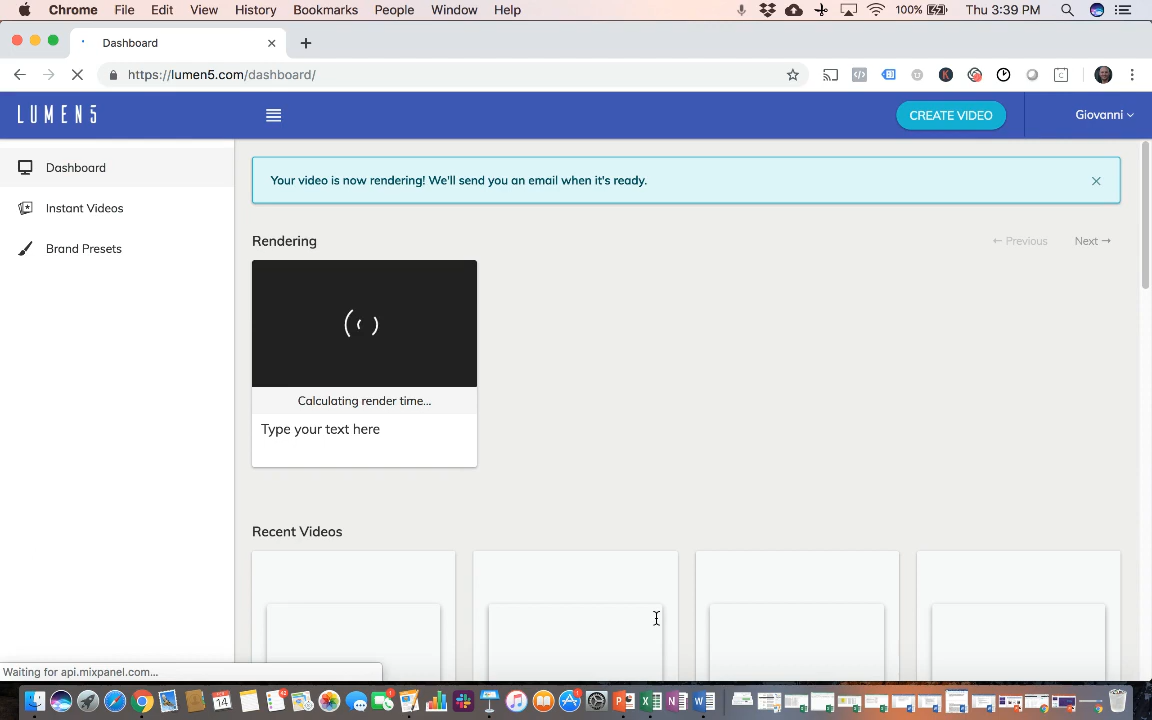 Chrome File Edit View History Bookmarks People Window Help 100% Thu 3:39 PM
Dashboard
https://lumen5.com/dashboard/
LUMEN5 CREATE VIDEO Giovanni
Dashboard
Instant Videos
Brand Presets
Your video is now rendering! We'll send you an email when it's ready.
Rendering ← Previous Next →
Calculating render time...
Type your text here
Recent Videos
Waiting for api.mixpanel.com...